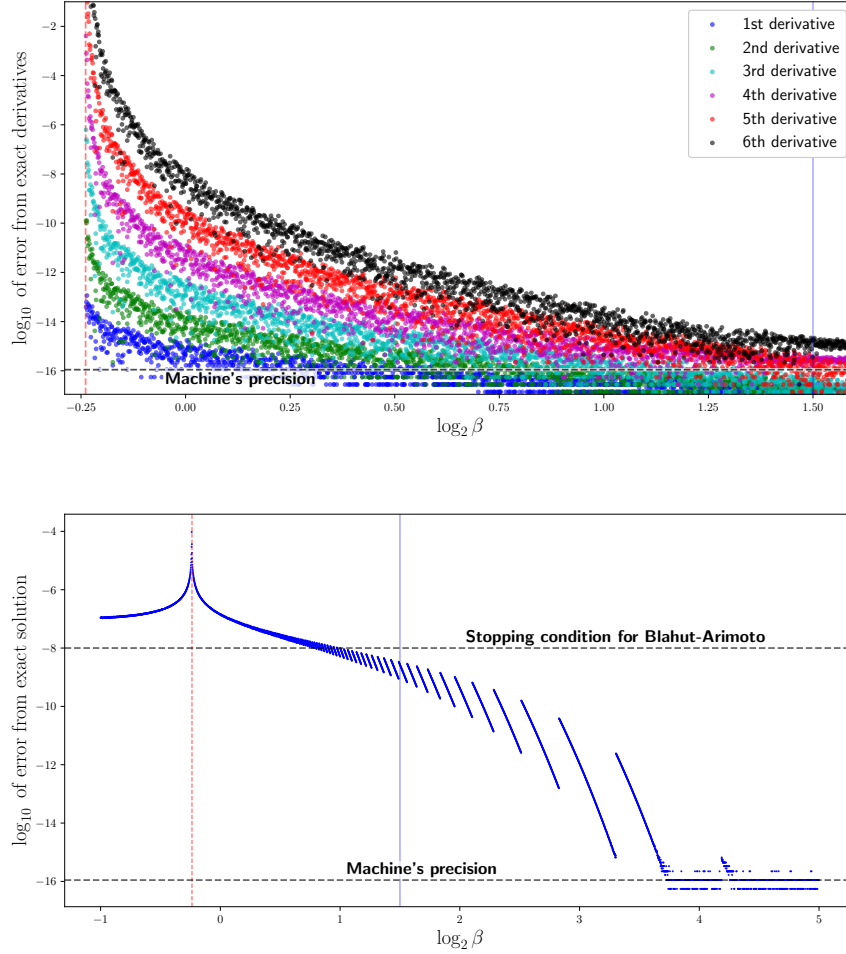 log₁₀ of error from exact derivatives
−2
−4
−6
−8
−10
−12
−14
−16
1st derivative
2nd derivative
3rd derivative
4th derivative
5th derivative
6th derivative
Machine's precision
−0.25
0.00
0.25
0.50
0.75
1.00
1.25
1.50
log₂ β
log₁₀ of error from exact solution
−4
−6
−8
−10
−12
−14
−16
Stopping condition for Blahut-Arimoto
Machine's precision
−1
0
1
2
3
4
5
log₂ β